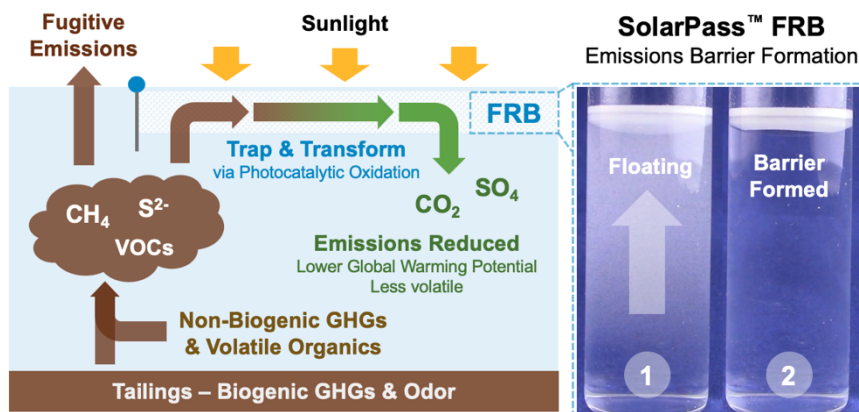 Fugitive
Emissions
Sunlight
FRB
Trap & Transform
via Photocatalytic Oxidation
CH₄
S²⁻
VOCs
CO₂
SO₄
Emissions Reduced
Lower Global Warming Potential
Less volatile
Non-Biogenic GHGs
& Volatile Organics
Tailings – Biogenic GHGs & Odor
SolarPass™ FRB
Emissions Barrier Formation
Floating
Barrier
Formed
1
2